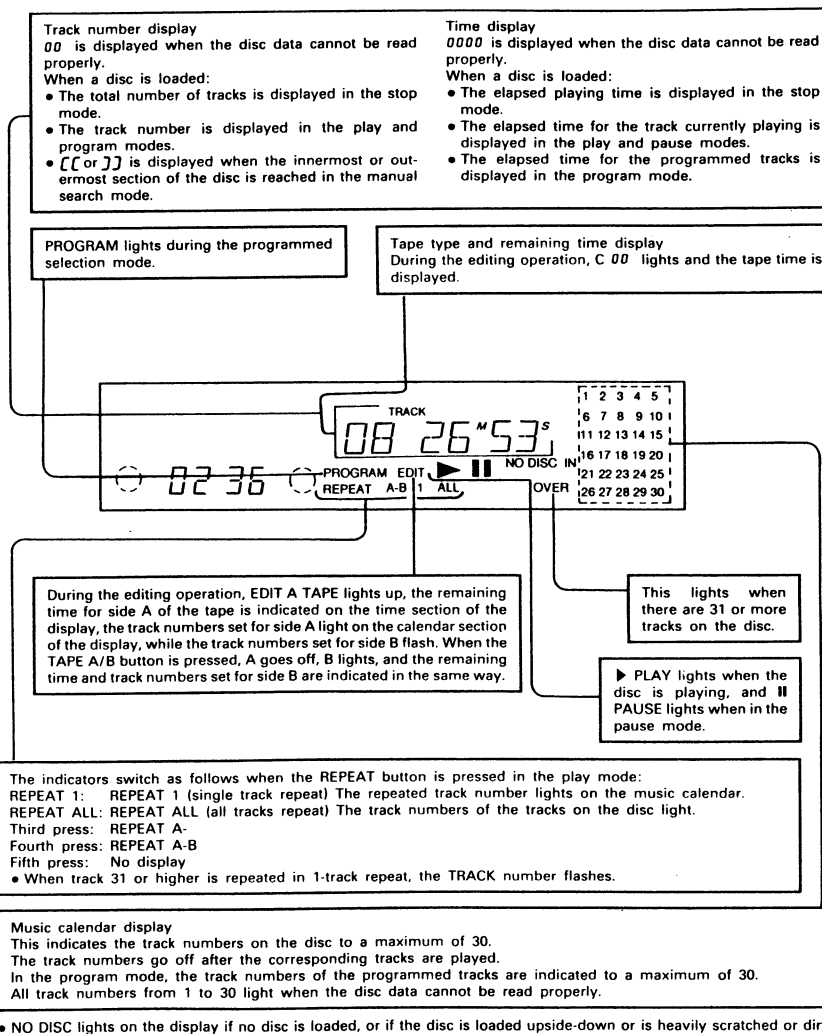 Track number display
00 is displayed when the disc data cannot be read
properly.
When a disc is loaded:
• The total number of tracks is displayed in the stop
mode.
• The track number is displayed in the play and
program modes.
• [[ or ]] is displayed when the innermost or out-
ermost section of the disc is reached in the manual
search mode.
Time display
0000 is displayed when the disc data cannot be read
properly.
When a disc is loaded:
• The elapsed playing time is displayed in the stop
mode.
• The elapsed time for the track currently playing is
displayed in the play and pause modes.
• The elapsed time for the programmed tracks is
displayed in the program mode.
PROGRAM lights during the programmed
selection mode.
Tape type and remaining time display
During the editing operation, C 00 lights and the tape time is
displayed.
TRACK
08 26 M 53 S
02 36
PROGRAM EDIT ▶ II NO DISC IN
REPEAT A-B 1 ALL OVER
1 2 3 4 5
6 7 8 9 10
11 12 13 14 15
16 17 18 19 20
21 22 23 24 25
26 27 28 29 30
During the editing operation, EDIT A TAPE lights up, the remaining
time for side A of the tape is indicated on the time section of the
display, the track numbers set for side A light on the calendar section
of the display, while the track numbers set for side B flash. When the
TAPE A/B button is pressed, A goes off, B lights, and the remaining
time and track numbers set for side B are indicated in the same way.
This lights when
there are 31 or more
tracks on the disc.
▶ PLAY lights when the
disc is playing, and II
PAUSE lights when in the
pause mode.
The indicators switch as follows when the REPEAT button is pressed in the play mode:
REPEAT 1: REPEAT 1 (single track repeat) The repeated track number lights on the music calendar.
REPEAT ALL: REPEAT ALL (all tracks repeat) The track numbers of the tracks on the disc light.
Third press: REPEAT A-
Fourth press: REPEAT A-B
Fifth press: No display
• When track 31 or higher is repeated in 1-track repeat, the TRACK number flashes.
Music calendar display
This indicates the track numbers on the disc to a maximum of 30.
The track numbers go off after the corresponding tracks are played.
In the program mode, the track numbers of the programmed tracks are indicated to a maximum of 30.
All track numbers from 1 to 30 light when the disc data cannot be read properly.
• NO DISC lights on the display if no disc is loaded, or if the disc is loaded upside-down or is heavily scratched or